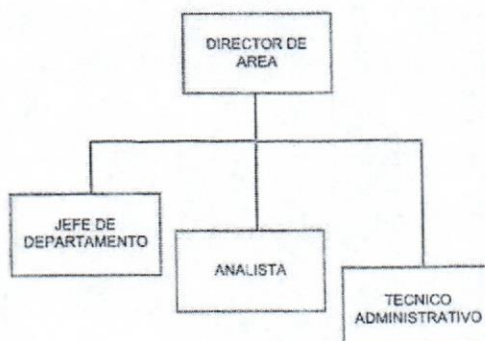 DIRECTOR DE
AREA
JEFE DE
DEPARTAMENTO
ANALISTA
TECNICO
ADMINISTRATIVO